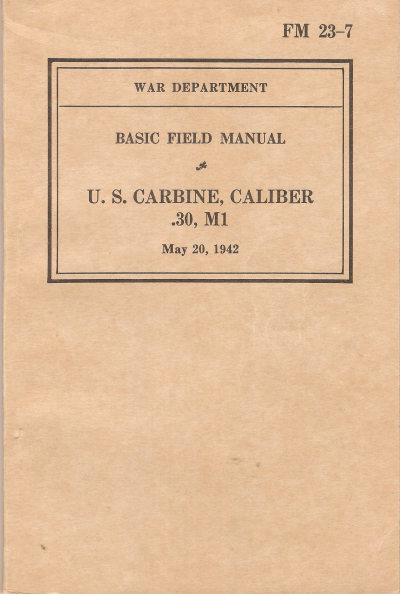 FM 23–7
WAR DEPARTMENT
BASIC FIELD MANUAL
U. S. CARBINE, CALIBER
.30, M1
May 20, 1942